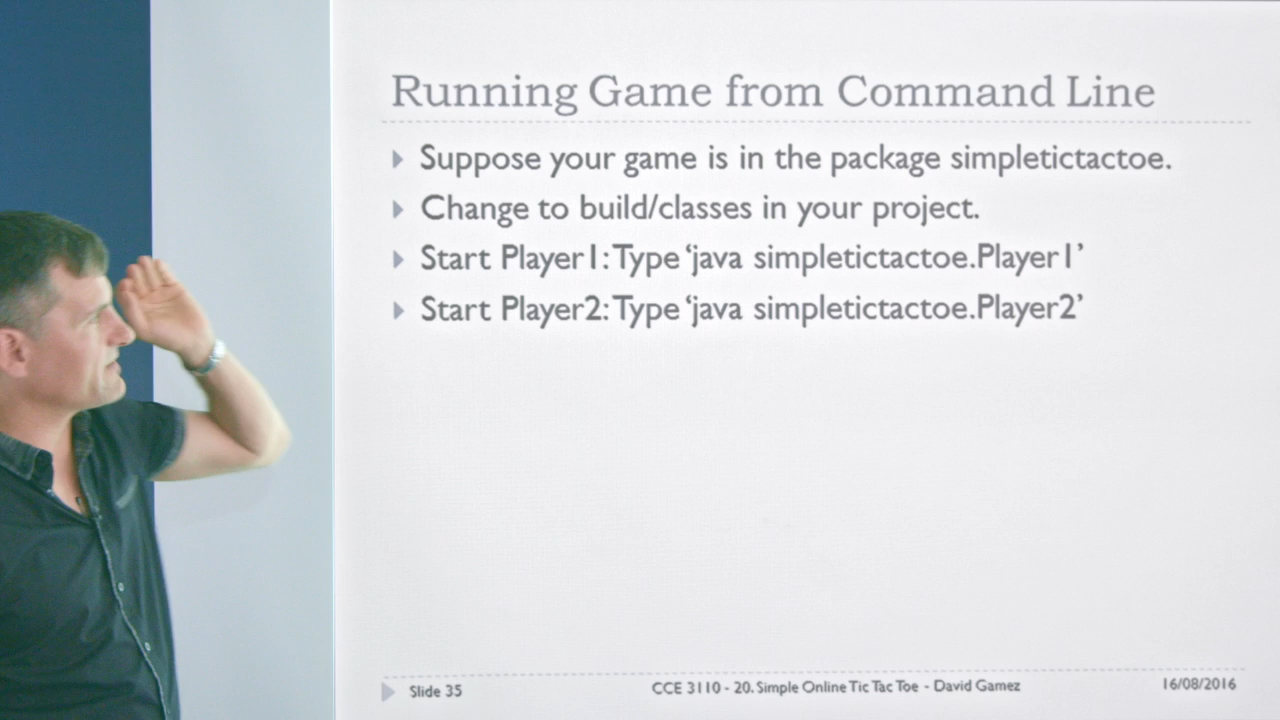 Running Game from Command Line
Suppose your game is in the package simpletictactoe.
Change to build/classes in your project.
Start Player1: Type ‘java simpletictactoe.Player1’
Start Player2: Type ‘java simpletictactoe.Player2’
Slide 35
CCE 3110 - 20. Simple Online Tic Tac Toe - David Gamez
16/08/2016